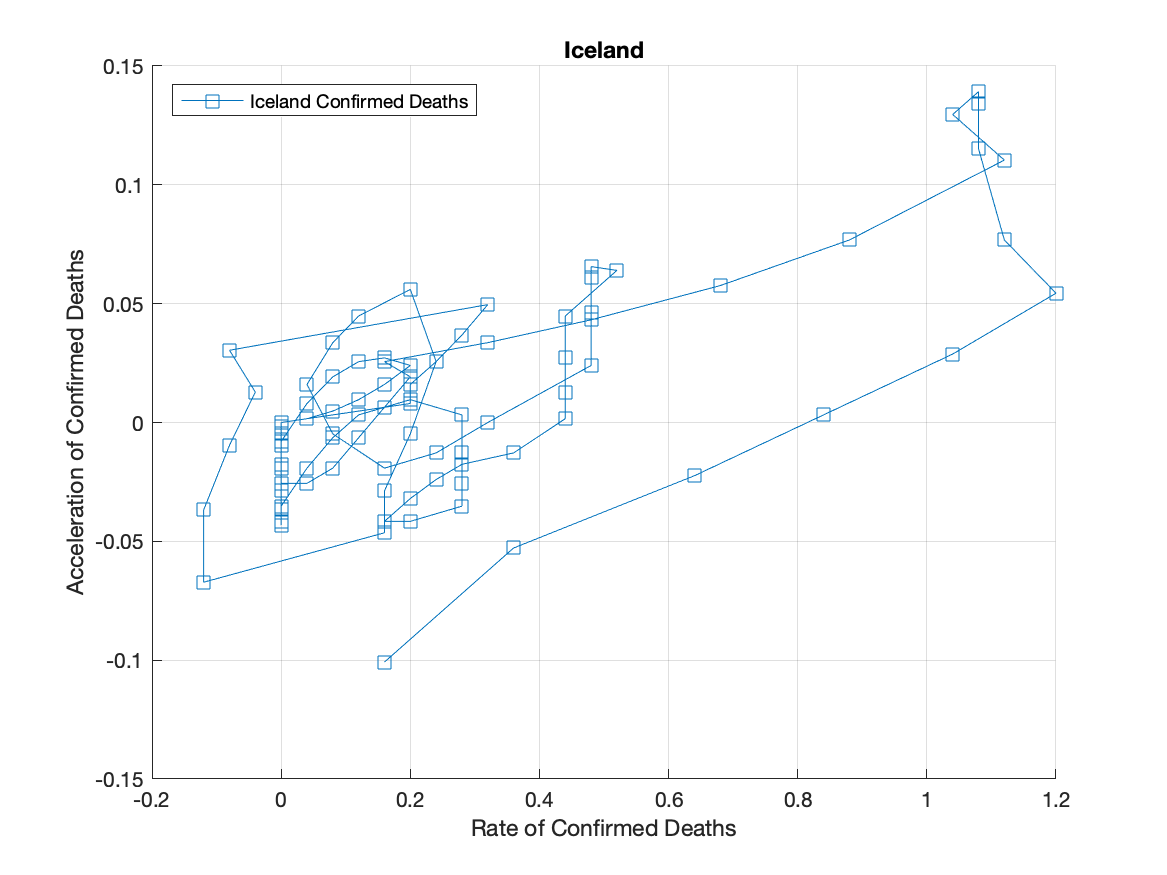 Iceland
Iceland Confirmed Deaths
Acceleration of Confirmed Deaths
0.15
0.1
0.05
0
-0.05
-0.1
-0.15
-0.2 0 0.2 0.4 0.6 0.8 1 1.2
Rate of Confirmed Deaths